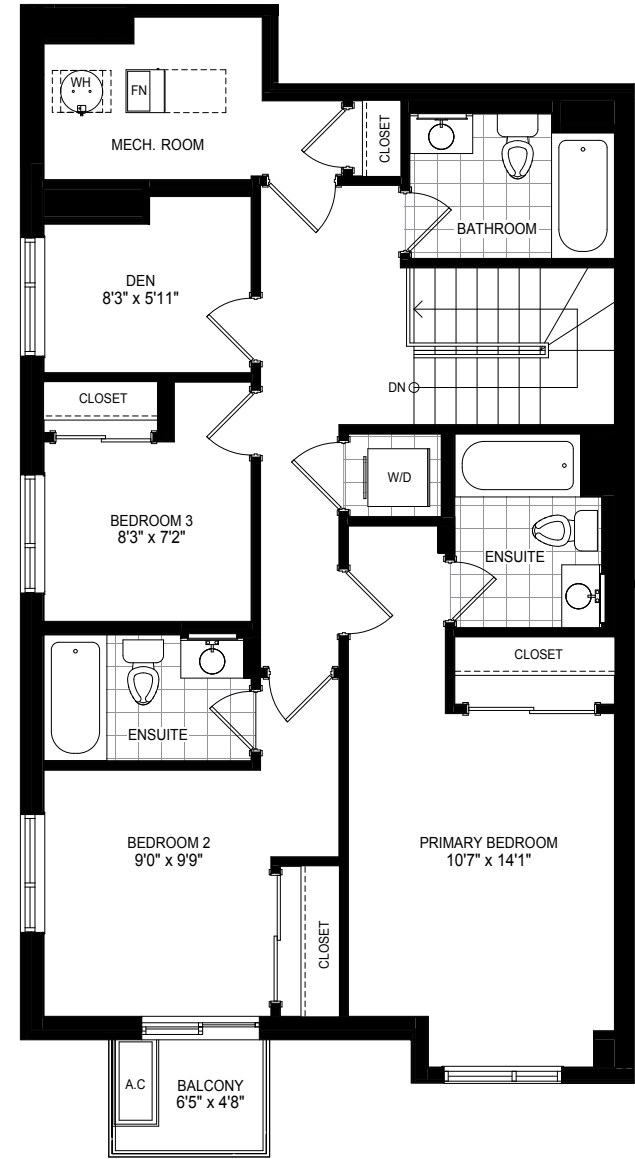 WH
FN
MECH. ROOM
CLOSET
BATHROOM
DEN
8'3" x 5'11"
CLOSET
DN
W/D
BEDROOM 3
8'3" x 7'2"
ENSUITE
CLOSET
ENSUITE
BEDROOM 2
9'0" x 9'9"
PRIMARY BEDROOM
10'7" x 14'1"
CLOSET
A.C
BALCONY
6'5" x 4'8"